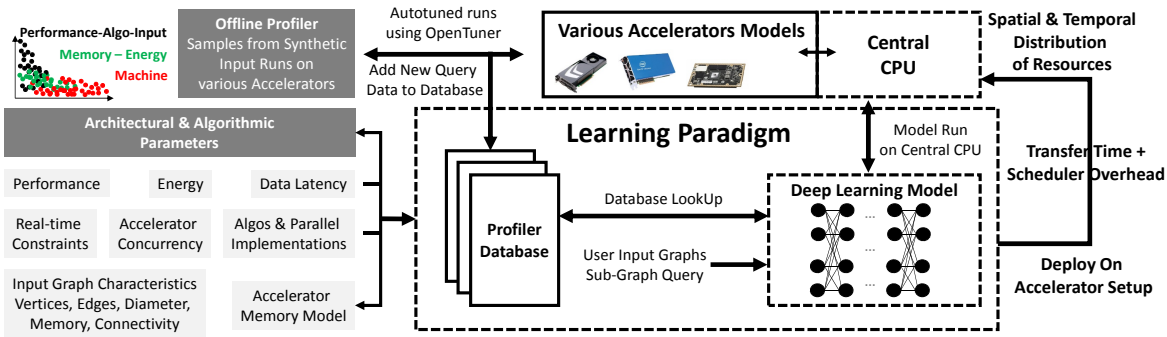 Performance-Algo-Input
Memory – Energy
Machine
Offline Profiler
Samples from Synthetic
Input Runs on
various Accelerators
Autotuned runs
using OpenTuner
Add New Query
Data to Database
Various Accelerators Models
Central
CPU
Spatial & Temporal
Distribution
of Resources
Architectural & Algorithmic
Parameters
Performance
Energy
Data Latency
Real-time
Constraints
Accelerator
Concurrency
Algos & Parallel
Implementations
Input Graph Characteristics
Vertices, Edges, Diameter,
Memory, Connectivity
Accelerator
Memory Model
Learning Paradigm
Model Run
on Central CPU
Profiler
Database
Database LookUp
User Input Graphs
Sub-Graph Query
Deep Learning Model
...
...
...
...
Transfer Time +
Scheduler Overhead
Deploy On
Accelerator Setup